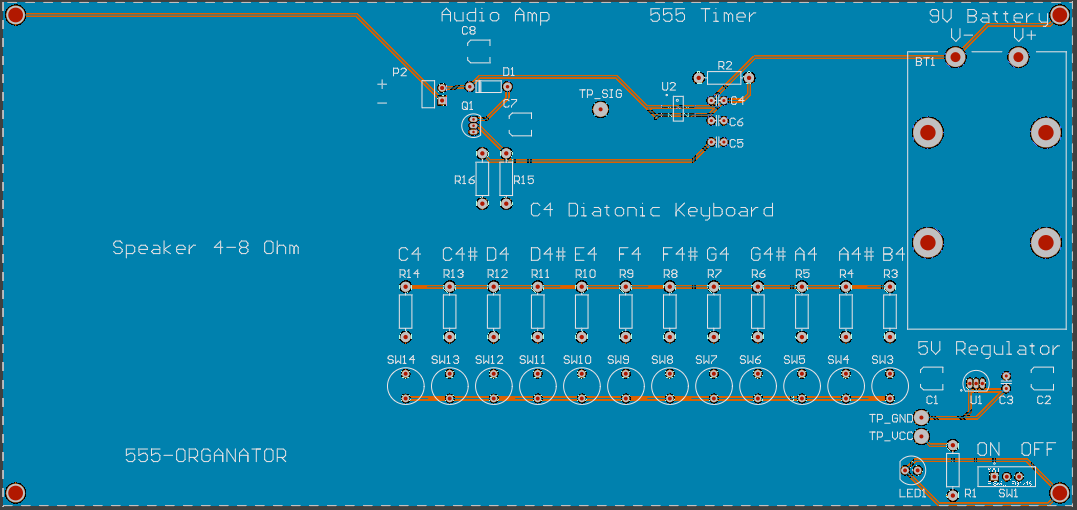 Audio Amp 555 Timer 9V Battery
C8 V- V+
P2 D1 R2 BT1
+ U2 TP_SIG C4
- Q1 C7 C6
C5
R16 R15
C4 Diatonic Keyboard
Speaker 4-8 Ohm
C4 C4# D4 D4# E4 F4 F4# G4 G4# A4 A4# B4
R14 R13 R12 R11 R10 R9 R8 R7 R6 R5 R4 R3
5V Regulator
SW14 SW13 SW12 SW11 SW10 SW9 SW8 SW7 SW6 SW5 SW4 SW3
C1 U1 C3 C2
TP_GND
TP_VCC
555-ORGANATOR ON OFF
LED1 R1 SW1